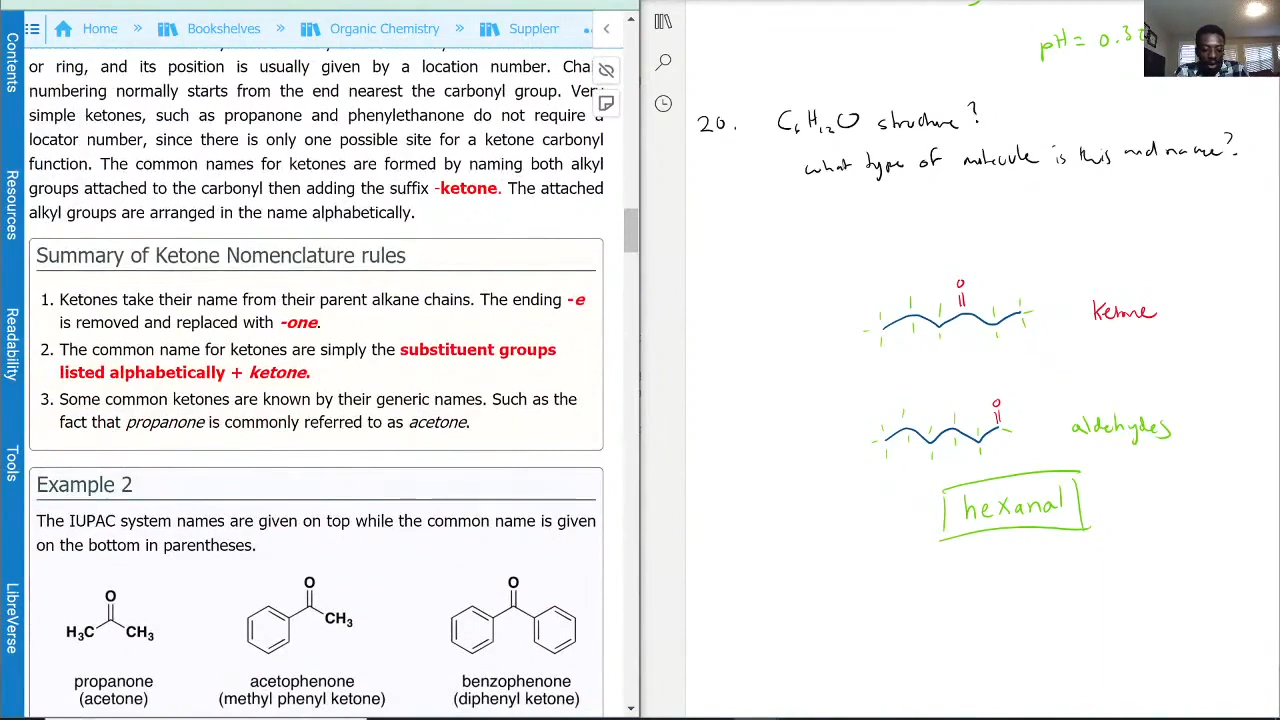 Contents
Resources
Readability
Tools
LibreVerse
Home » Bookshelves » Organic Chemistry » Supplem
or ring, and its position is usually given by a location number. Chai
numbering normally starts from the end nearest the carbonyl group. Very
simple ketones, such as propanone and phenylethanone do not require a
locator number, since there is only one possible site for a ketone carbonyl
function. The common names for ketones are formed by naming both alkyl
groups attached to the carbonyl then adding the suffix -ketone. The attached
alkyl groups are arranged in the name alphabetically.
Summary of Ketone Nomenclature rules
1. Ketones take their name from their parent alkane chains. The ending -e
is removed and replaced with -one.
2. The common name for ketones are simply the substituent groups
listed alphabetically + ketone.
3. Some common ketones are known by their generic names. Such as the
fact that propanone is commonly referred to as acetone.
Example 2
The IUPAC system names are given on top while the common name is given
on the bottom in parentheses.
O
H₃C CH₃
propanone
(acetone)
O
CH₃
acetophenone
(methyl phenyl ketone)
O
benzophenone
(diphenyl ketone)
pH = 0.3
20. C₆H₁₂O structure?
what type of molecule is this and name?
O
Ketone
O
aldehydes
hexanal